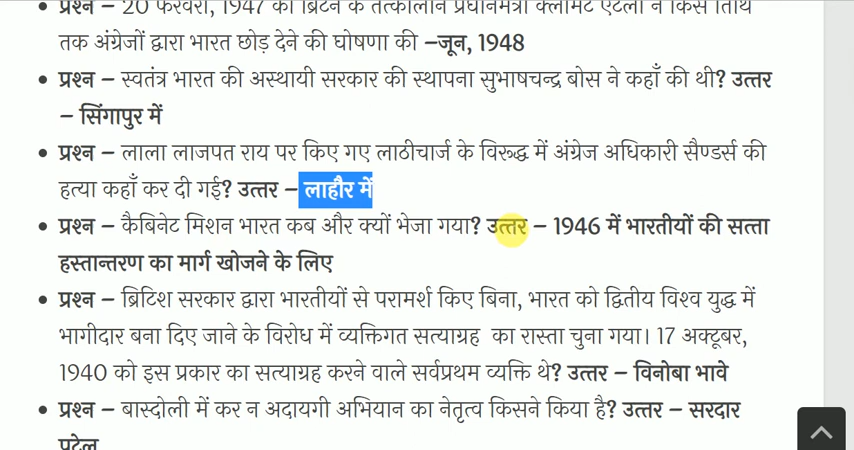 प्रश्न – 20 फरवरी, 1947 को ब्रिटेन के तत्कालीन प्रधानमंत्री क्लीमेंट एटली ने किस तिथि
तक अंग्रेजों द्वारा भारत छोड़ देने की घोषणा की –जून, 1948
प्रश्न – स्वतंत्र भारत की अस्थायी सरकार की स्थापना सुभाषचन्द्र बोस ने कहाँ की थी? उत्तर
– सिंगापुर में
प्रश्न – लाला लाजपत राय पर किए गए लाठीचार्ज के विरूद्ध में अंग्रेज अधिकारी सैण्डर्स की
हत्या कहाँ कर दी गई? उत्तर – लाहौर में
प्रश्न – कैबिनेट मिशन भारत कब और क्यों भेजा गया? उत्तर – 1946 में भारतीयों की सत्ता
हस्तान्तरण का मार्ग खोजने के लिए
प्रश्न – ब्रिटिश सरकार द्वारा भारतीयों से परामर्श किए बिना, भारत को द्वितीय विश्व युद्ध में
भागीदार बना दिए जाने के विरोध में व्यक्तिगत सत्याग्रह का रास्ता चुना गया। 17 अक्टूबर,
1940 को इस प्रकार का सत्याग्रह करने वाले सर्वप्रथम व्यक्ति थे? उत्तर – विनोबा भावे
प्रश्न – बारदोली में कर न अदायगी अभियान का नेतृत्व किसने किया है? उत्तर – सरदार
पटेल